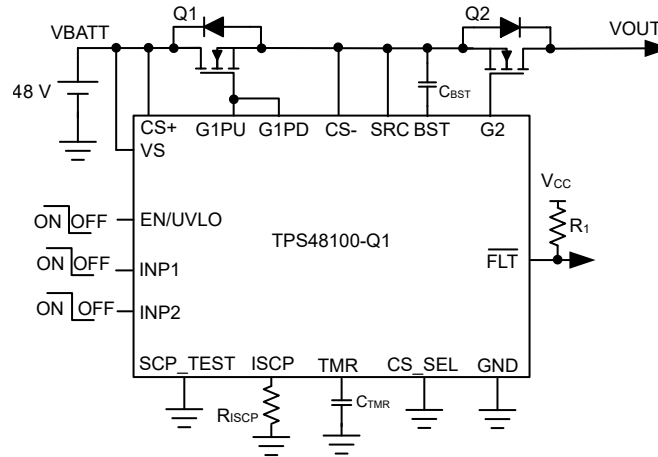 Q1
Q2
VBATT
VOUT
48 V
CBST
CS+
G1PU
G1PD
CS-
SRC
BST
G2
VS
VCC
ON OFF
EN/UVLO
TPS48100-Q1
R1
ON OFF
INP1
FLT
ON OFF
INP2
SCP_TEST
ISCP
TMR
CS_SEL
GND
RISCP
CTMR